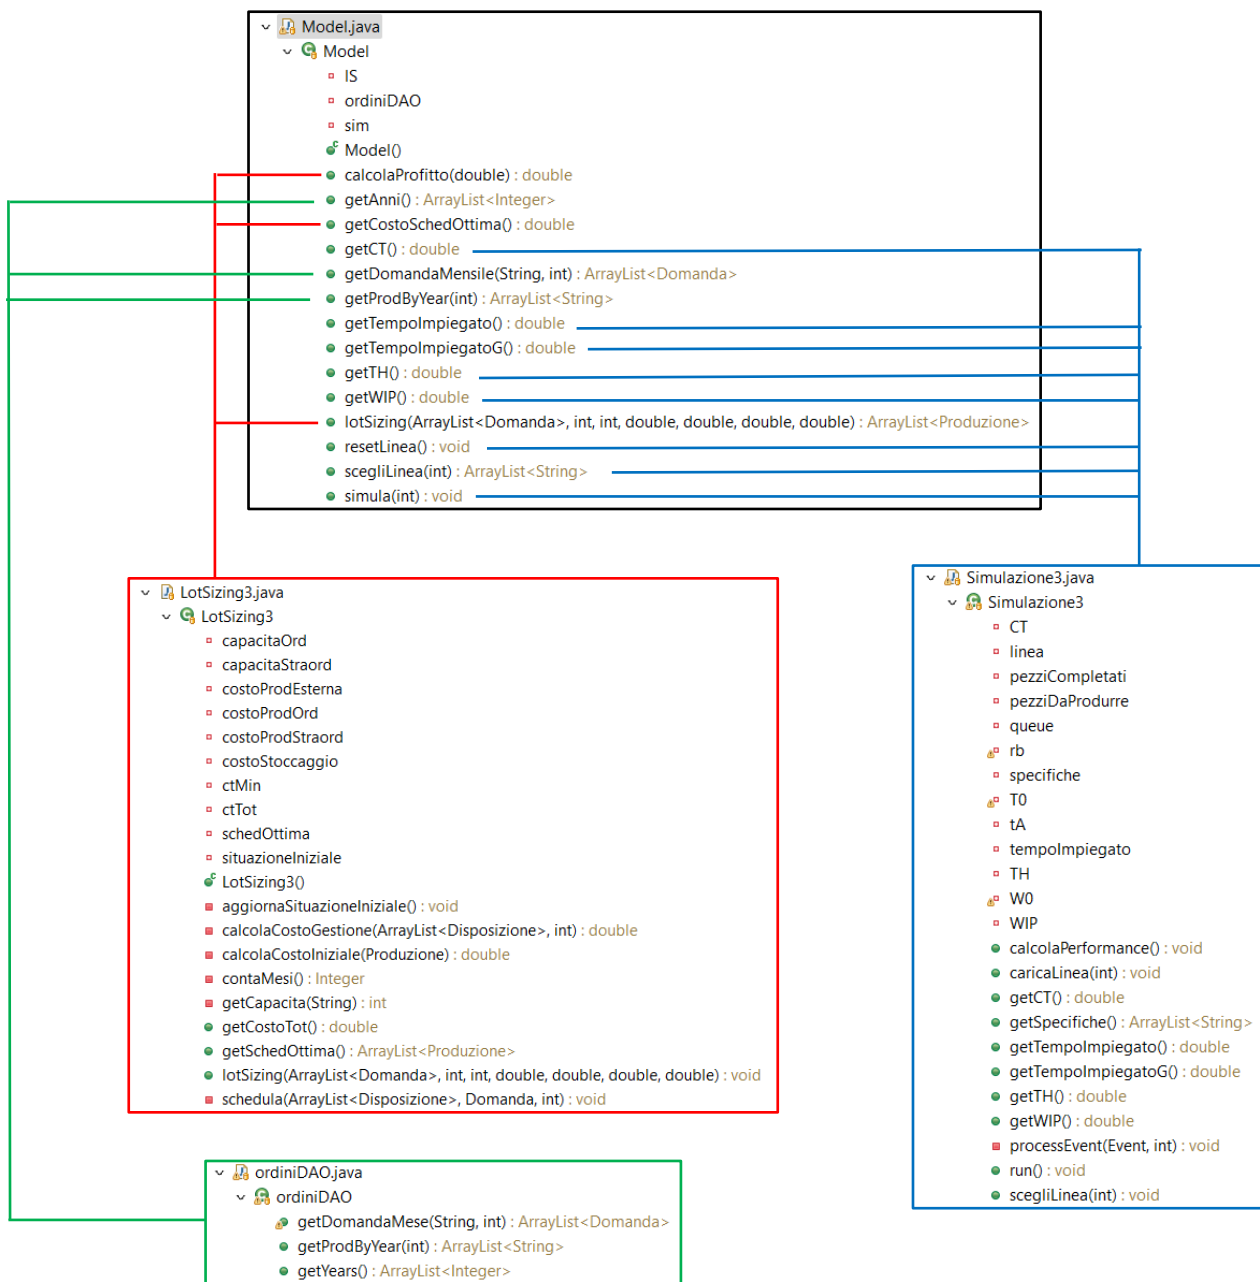 Model.java
Model
lS
ordiniDAO
sim
Model()
calcolaProfitto(double) : double
getAnni() : ArrayList<Integer>
getCostoSchedOttima() : double
getCT() : double
getDomandaMensile(String, int) : ArrayList<Domanda>
getProdByYear(int) : ArrayList<String>
getTempoImpiegato() : double
getTempoImpiegatoG() : double
getTH() : double
getWIP() : double
lotSizing(ArrayList<Domanda>, int, int, double, double, double, double) : ArrayList<Produzione>
resetLinea() : void
scegliLinea(int) : ArrayList<String>
simula(int) : void
LotSizing3.java
LotSizing3
capacitaOrd
capacitaStraord
costoProdEsterna
costoProdOrd
costoProdStraord
costoStoccaggio
ctMin
ctTot
schedOttima
situazioneIniziale
LotSizing3()
aggiornaSituazioneIniziale() : void
calcolaCostoGestione(ArrayList<Disposizione>, int) : double
calcolaCostoIniziale(Produzione) : double
contaMesi() : Integer
getCapacita(String) : int
getCostoTot() : double
getSchedOttima() : ArrayList<Produzione>
lotSizing(ArrayList<Domanda>, int, int, double, double, double, double) : void
schedula(ArrayList<Disposizione>, Domanda, int) : void
Simulazione3.java
Simulazione3
CT
linea
pezziCompletati
pezziDaProdurre
queue
rb
specifiche
T0
tA
tempoImpiegato
TH
W0
WIP
calcolaPerformance() : void
caricaLinea(int) : void
getCT() : double
getSpecifiche() : ArrayList<String>
getTempoImpiegato() : double
getTempoImpiegatoG() : double
getTH() : double
getWIP() : double
processEvent(Event, int) : void
run() : void
scegliLinea(int) : void
ordiniDAO.java
ordiniDAO
getDomandaMese(String, int) : ArrayList<Domanda>
getProdByYear(int) : ArrayList<String>
getYears() : ArrayList<Integer>